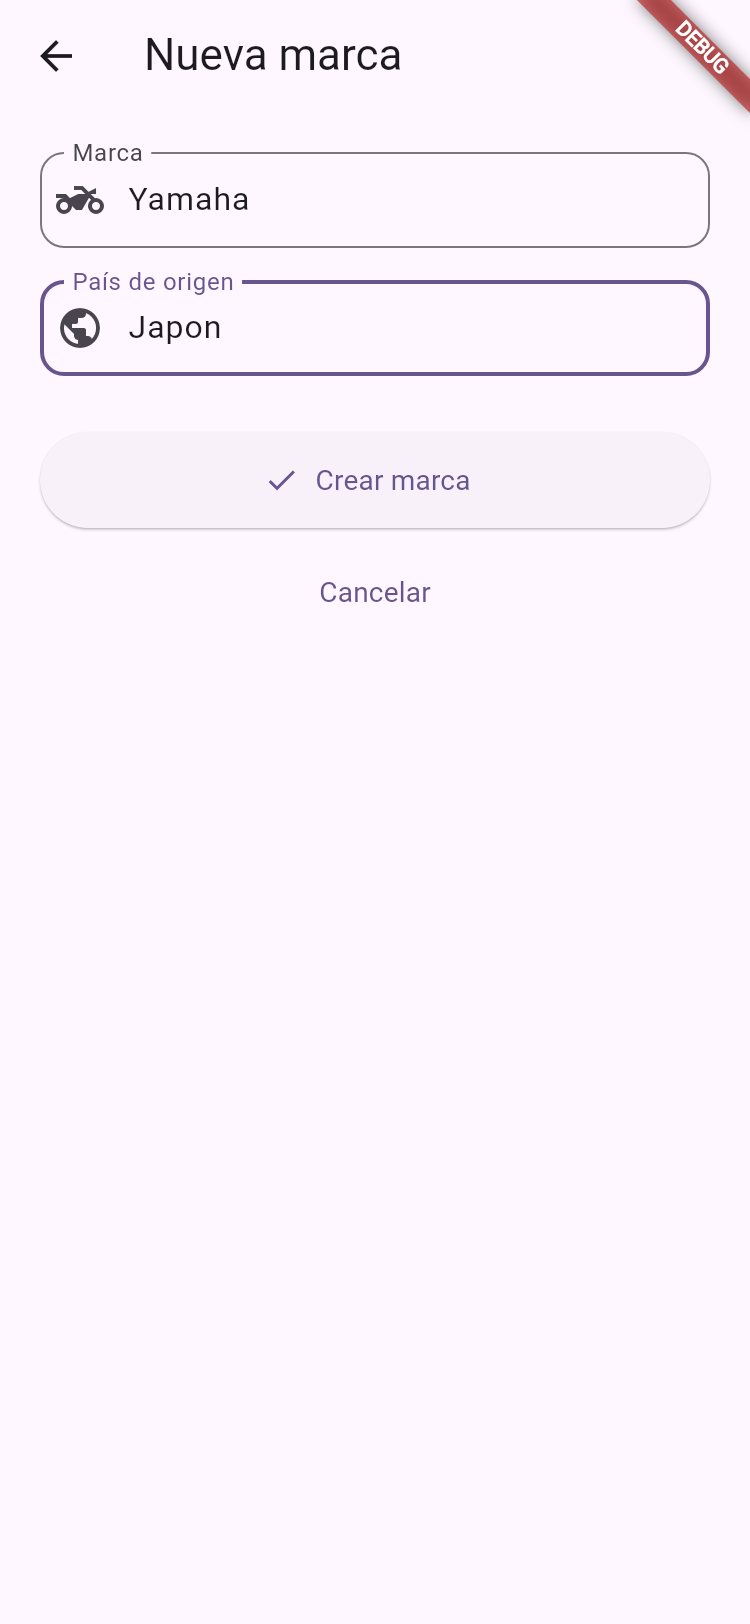 Nueva marca
DEBUG
Marca
Yamaha
País de origen
Japon
Crear marca
Cancelar